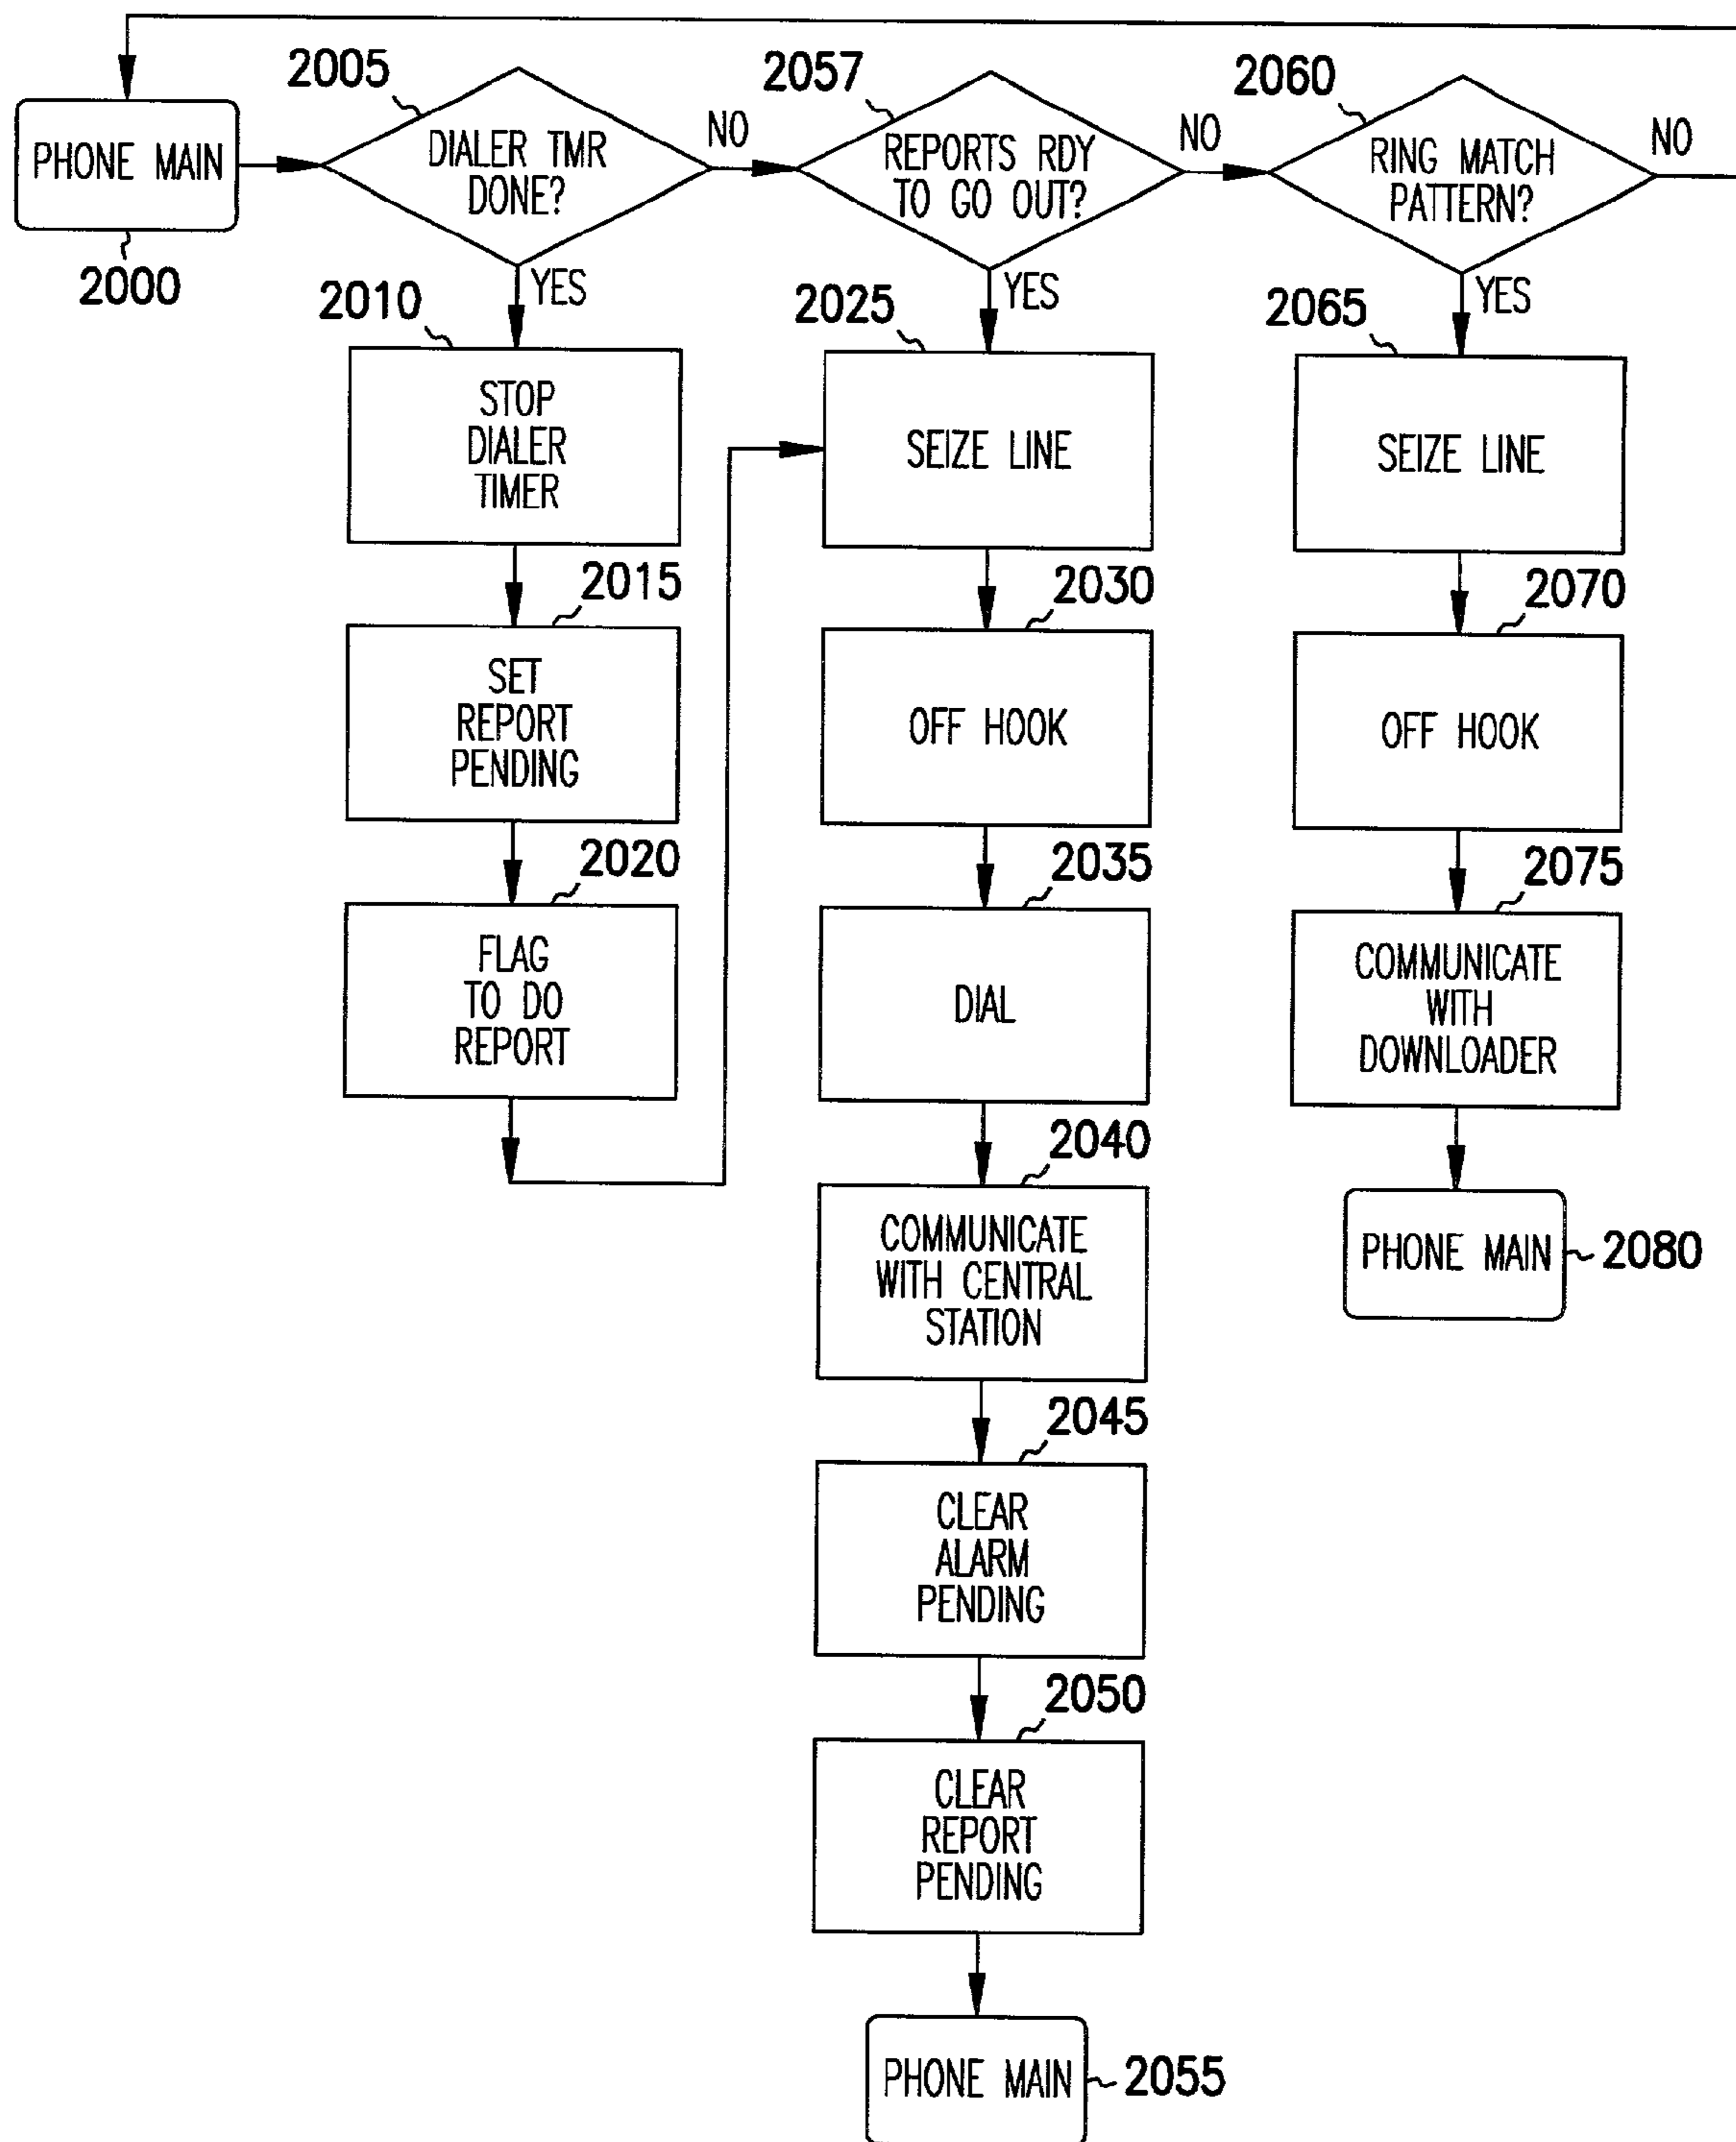 2005
2057
2060
PHONE MAIN
DIALER TMR
DONE?
NO
REPORTS RDY
TO GO OUT?
NO
RING MATCH
PATTERN?
NO
2000
YES
YES
YES
2010
STOP
DIALER
TIMER
2015
SET
REPORT
PENDING
2020
FLAG
TO DO
REPORT
2025
SEIZE LINE
2030
OFF HOOK
2035
DIAL
2040
COMMUNICATE
WITH CENTRAL
STATION
2045
CLEAR
ALARM
PENDING
2050
CLEAR
REPORT
PENDING
PHONE MAIN
2055
2065
SEIZE LINE
2070
OFF HOOK
2075
COMMUNICATE
WITH
DOWNLOADER
PHONE MAIN
2080